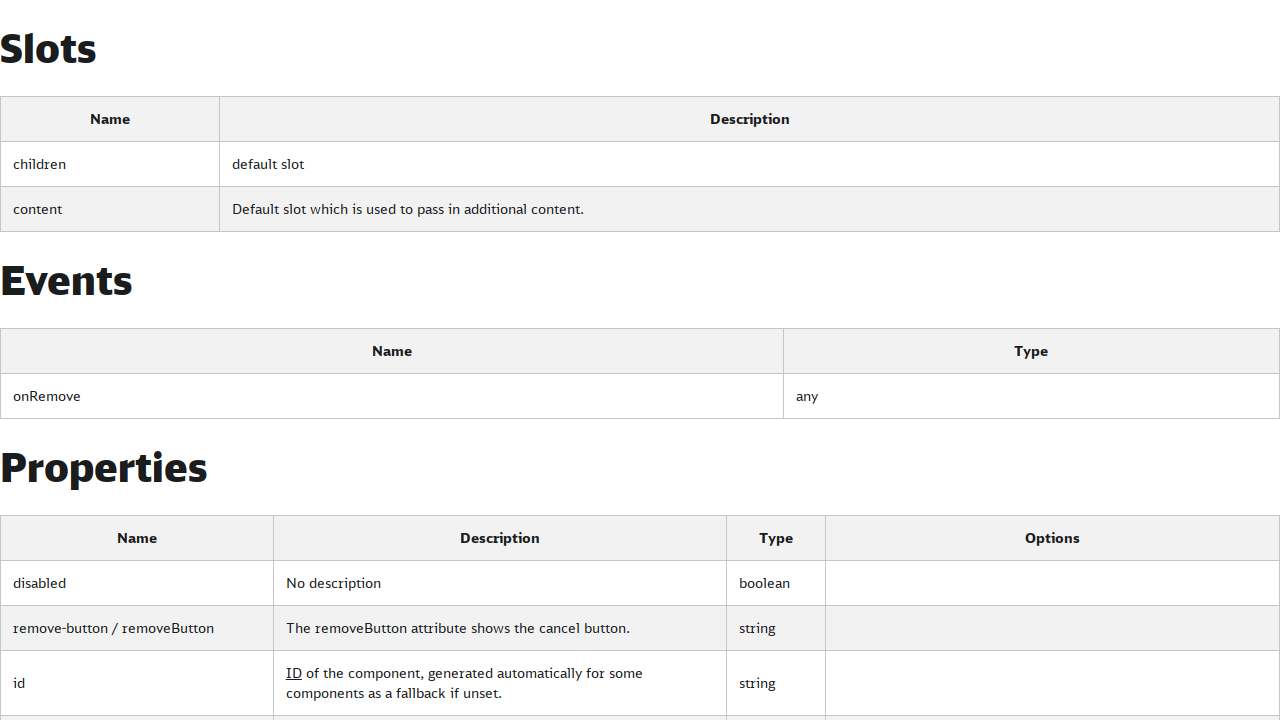 Slots
Name Description
children default slot
content Default slot which is used to pass in additional content.
Events
Name Type
onRemove any
Properties
Name Description Type Options
disabled No description boolean
remove-button / removeButton The removeButton attribute shows the cancel button. string
id ID of the component, generated automatically for some components as a fallback if unset. string